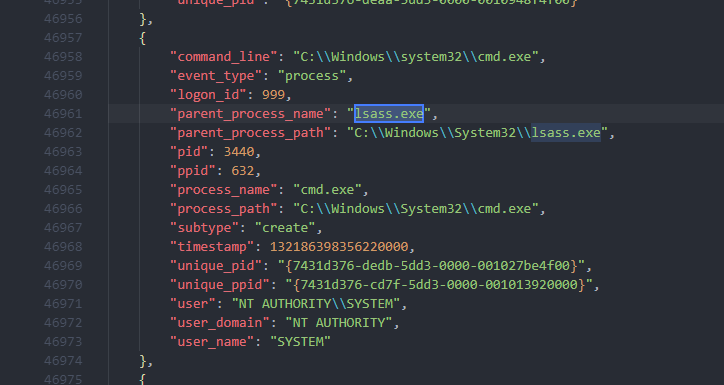 46955 "unique_pid": "{7431d376-deaa-5dd3-0000-0010948f4f00}"
46956 },
46957 {
46958 "command_line": "C:\\Windows\\system32\\cmd.exe",
46959 "event_type": "process",
46960 "logon_id": 999,
46961 "parent_process_name": "lsass.exe",
46962 "parent_process_path": "C:\\Windows\\System32\\lsass.exe",
46963 "pid": 3440,
46964 "ppid": 632,
46965 "process_name": "cmd.exe",
46966 "process_path": "C:\\Windows\\System32\\cmd.exe",
46967 "subtype": "create",
46968 "timestamp": 132186398356220000,
46969 "unique_pid": "{7431d376-dedb-5dd3-0000-001027be4f00}",
46970 "unique_ppid": "{7431d376-cd7f-5dd3-0000-001013920000}",
46971 "user": "NT AUTHORITY\\SYSTEM",
46972 "user_domain": "NT AUTHORITY",
46973 "user_name": "SYSTEM"
46974 },
46975 {